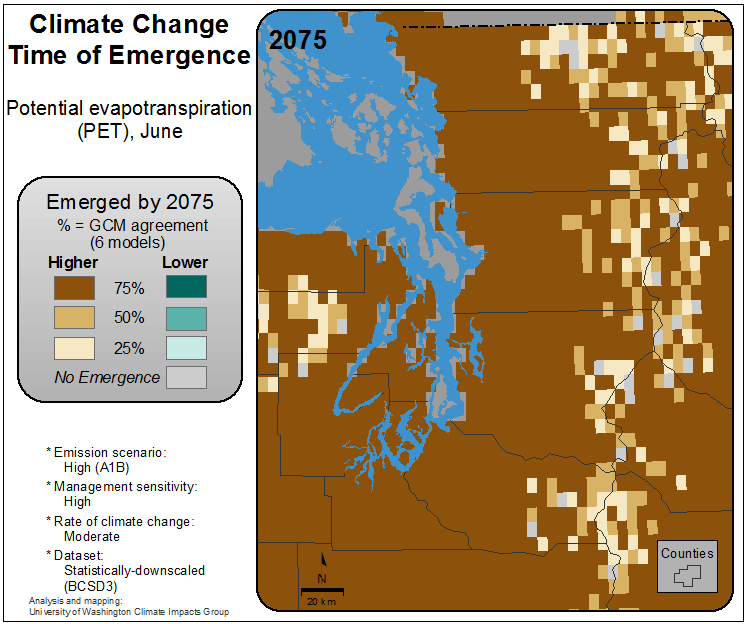 Climate Change
Time of Emergence
Potential evapotranspiration
(PET), June
Emerged by 2075
% = GCM agreement
(6 models)
Higher Lower
75%
50%
25%
No Emergence
* Emission scenario:
High (A1B)
* Management sensitivity:
High
* Rate of climate change:
Moderate
* Dataset:
Statistically-downscaled
(BCSD3)
Analysis and mapping:
University of Washington Climate Impacts Group
2075
N
20 km
Counties